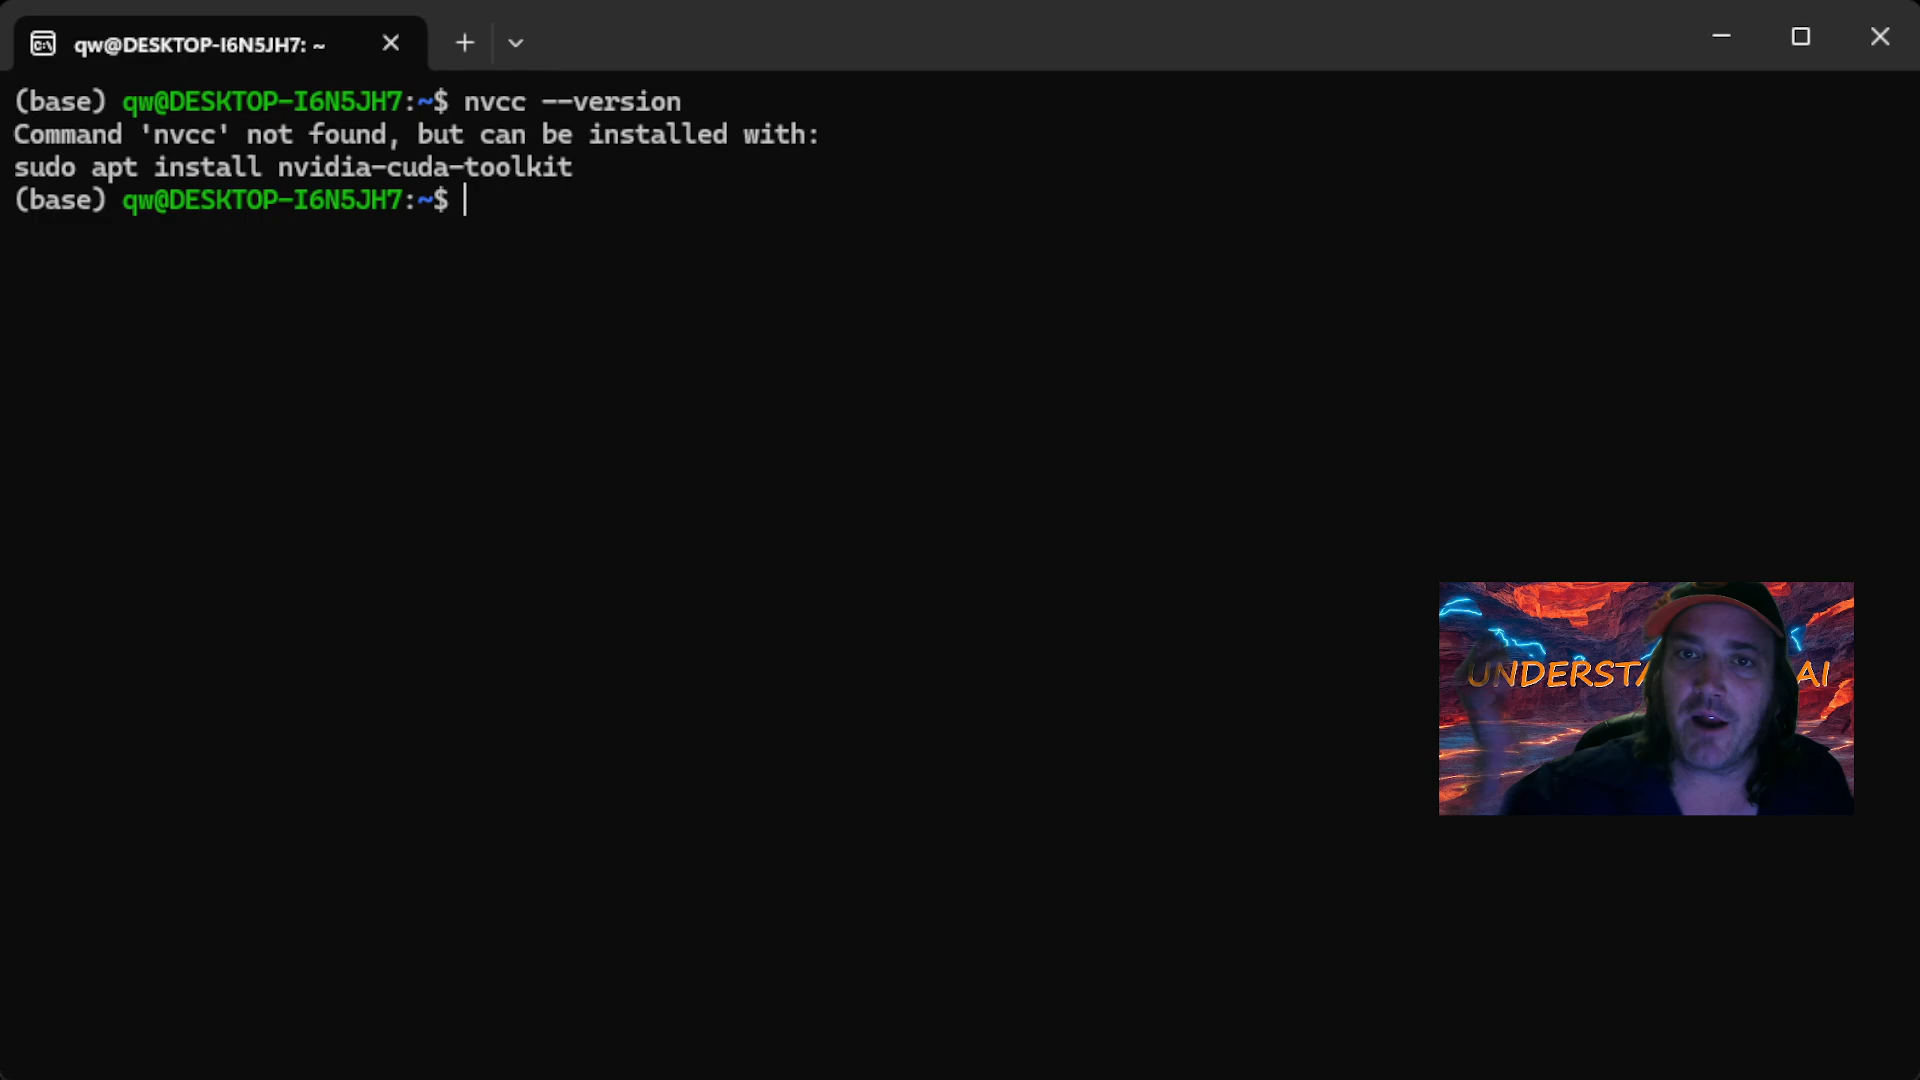 qw@DESKTOP-I6N5JH7: ~
(base) qw@DESKTOP-I6N5JH7:~$ nvcc --version
Command 'nvcc' not found, but can be installed with:
sudo apt install nvidia-cuda-toolkit
(base) qw@DESKTOP-I6N5JH7:~$
AI